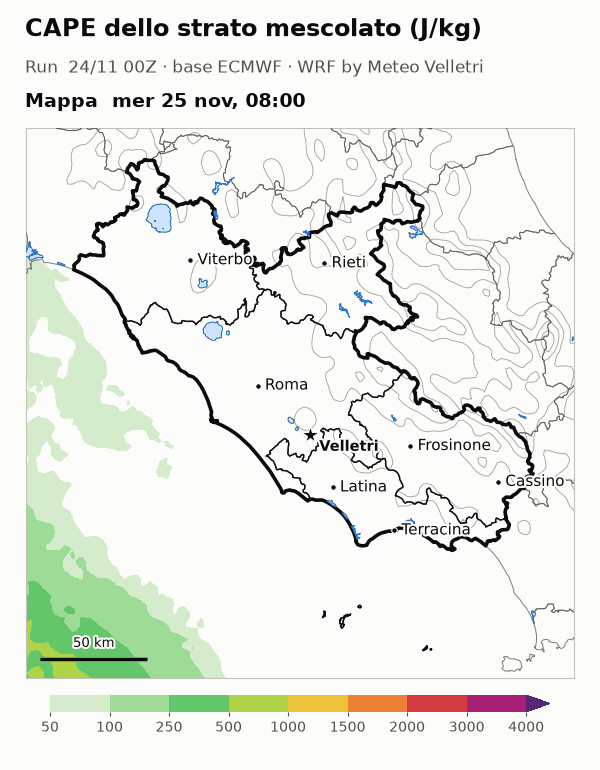 CAPE dello strato mescolato (J/kg)
Run  24/11 00Z · base ECMWF · WRF by Meteo Velletri
Mappa  mer 25 nov, 08:00
Viterbo
Rieti
Roma
Velletri
Frosinone
Cassino
Latina
Terracina
50 km
50 100 250 500 1000 1500 2000 3000 4000